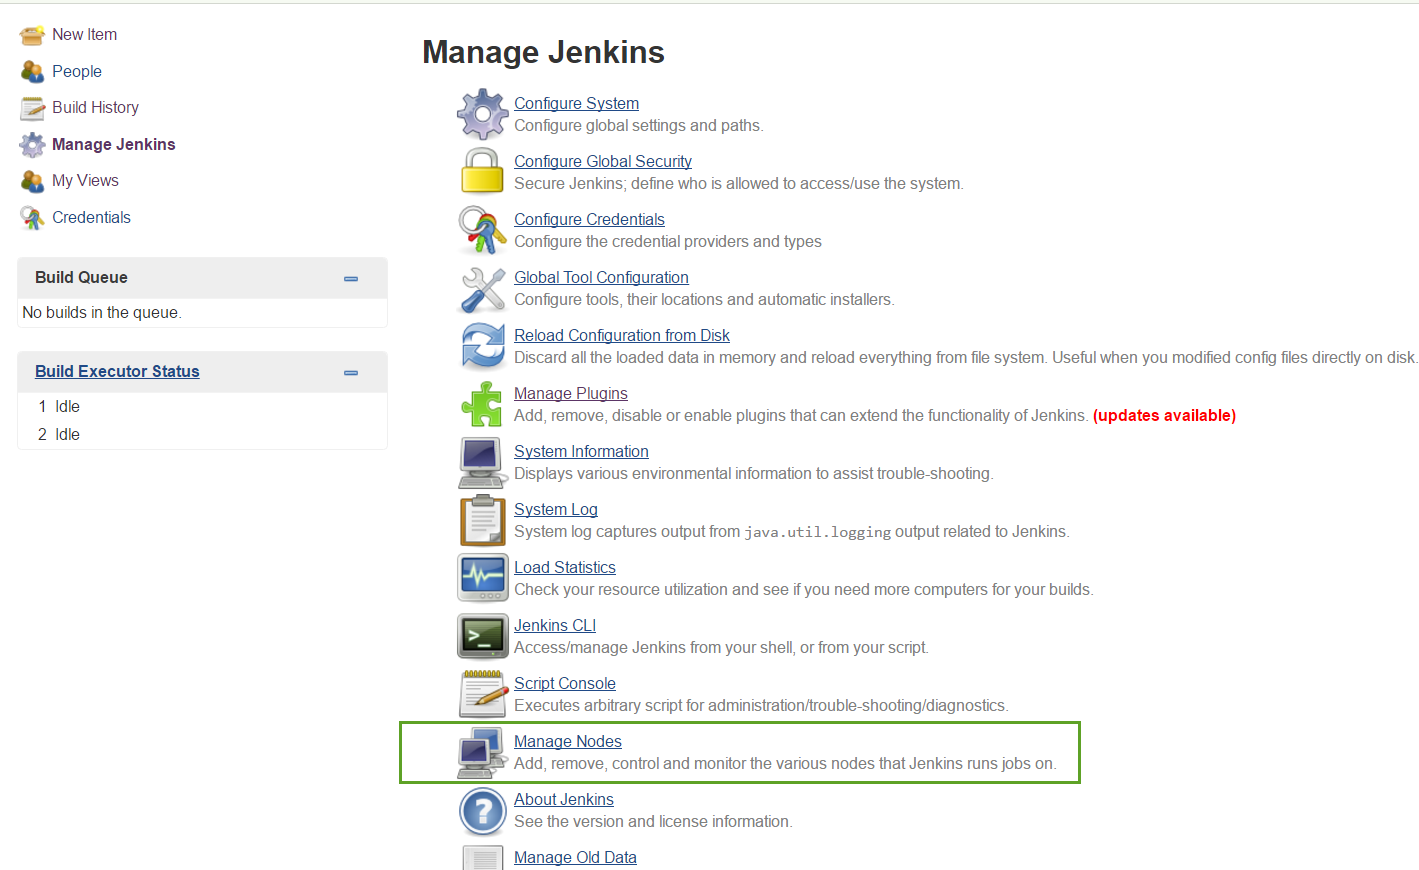 New Item
People
Build History
Manage Jenkins
My Views
Credentials
Build Queue
No builds in the queue.
Build Executor Status
1 Idle
2 Idle
Manage Jenkins
Configure System
Configure global settings and paths.
Configure Global Security
Secure Jenkins; define who is allowed to access/use the system.
Configure Credentials
Configure the credential providers and types
Global Tool Configuration
Configure tools, their locations and automatic installers.
Reload Configuration from Disk
Discard all the loaded data in memory and reload everything from file system. Useful when you modified config files directly on disk.
Manage Plugins
Add, remove, disable or enable plugins that can extend the functionality of Jenkins. (updates available)
System Information
Displays various environmental information to assist trouble-shooting.
System Log
System log captures output from java.util.logging output related to Jenkins.
Load Statistics
Check your resource utilization and see if you need more computers for your builds.
Jenkins CLI
Access/manage Jenkins from your shell, or from your script.
Script Console
Executes arbitrary script for administration/trouble-shooting/diagnostics.
Manage Nodes
Add, remove, control and monitor the various nodes that Jenkins runs jobs on.
About Jenkins
See the version and license information.
Manage Old Data